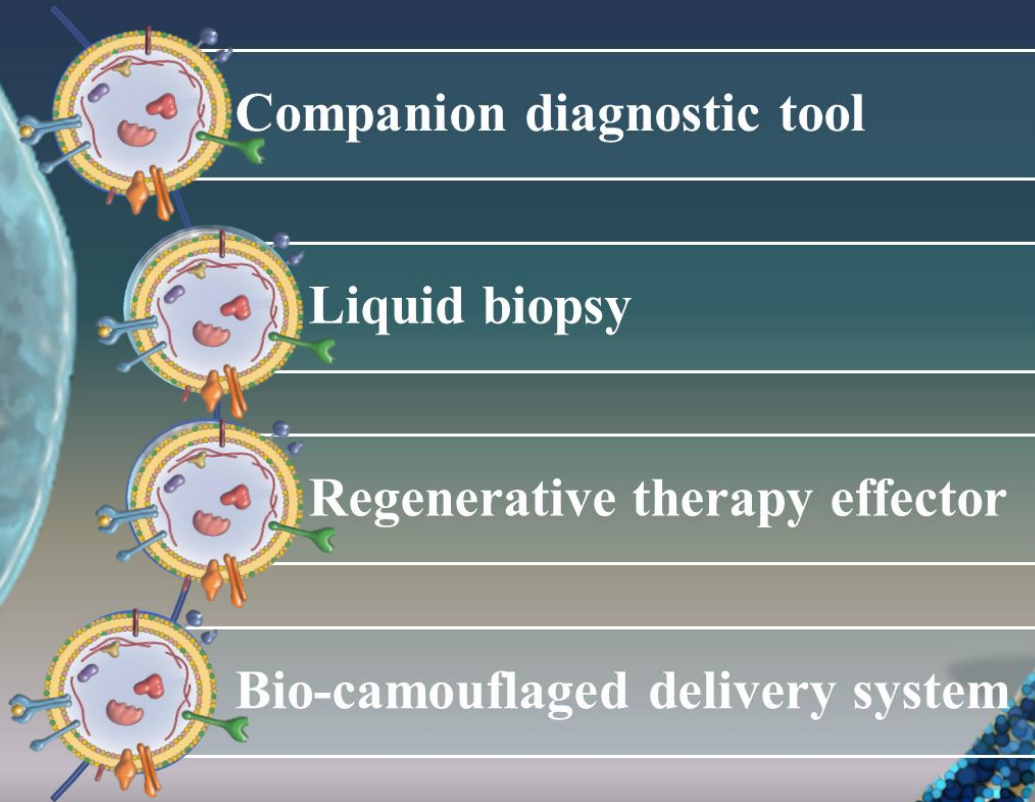 Companion diagnostic tool
Liquid biopsy
Regenerative therapy effector
Bio-camouflaged delivery system